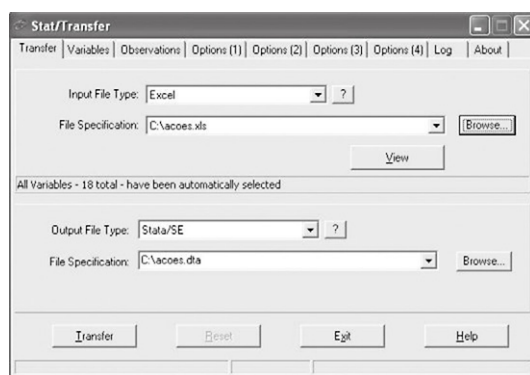 Stat/Transfer
Transfer Variables Observations Options (1) Options (2) Options (3) Options (4) Log About
Input File Type: Excel ?
File Specification: C:\acoes.xls Browse...
View
All Variables - 18 total - have been automatically selected
Output File Type: Stata/SE ?
File Specification: C:\acoes.dta Browse...
Transfer Reset Exit Help